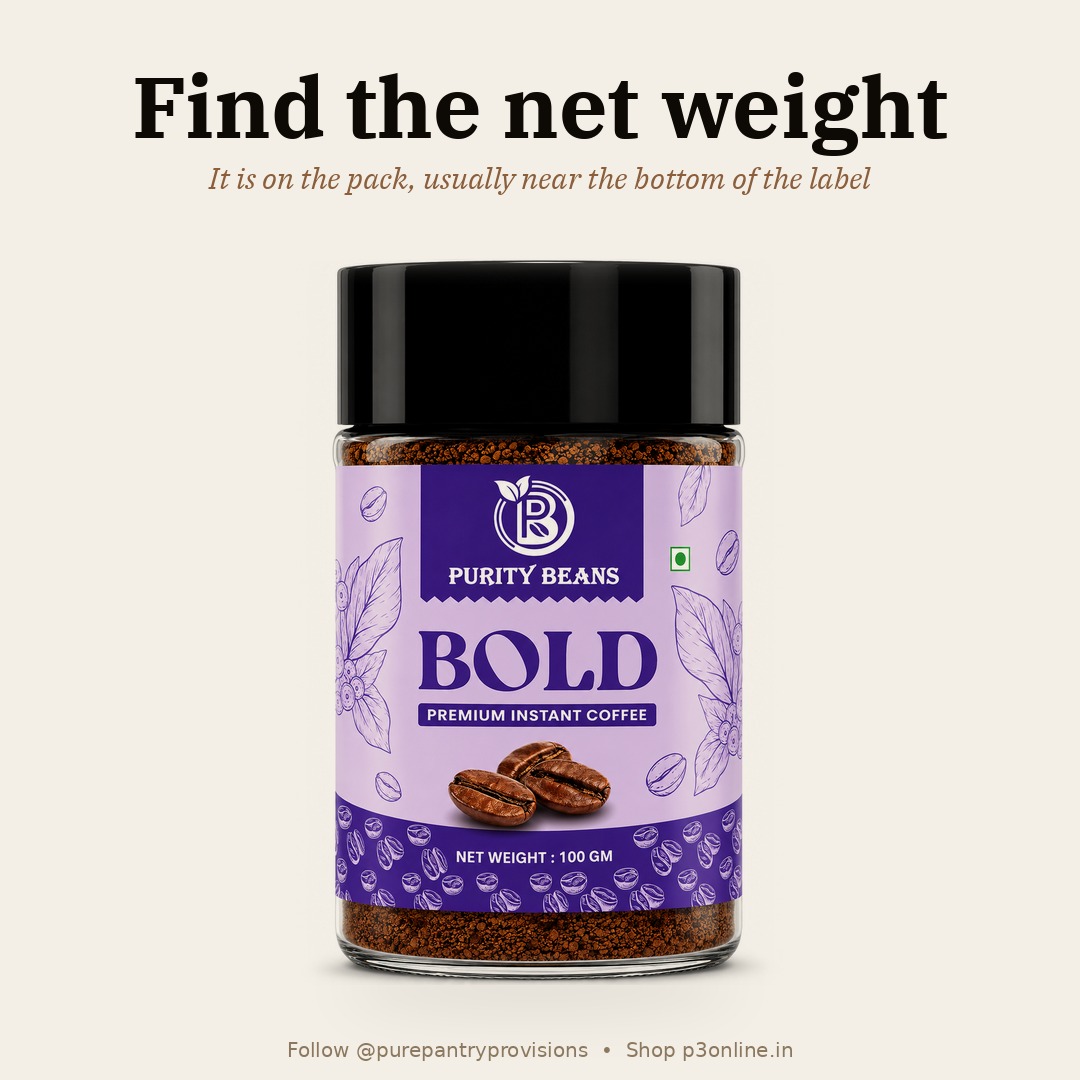 Find the net weight
It is on the pack, usually near the bottom of the label
PURITY BEANS
BOLD
PREMIUM INSTANT COFFEE
NET WEIGHT : 100 GM
Follow @purepantryprovisions • Shop p3online.in